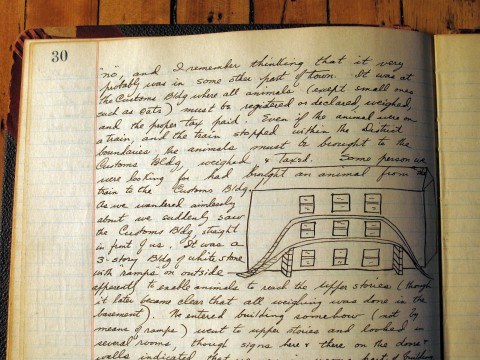 30
"no", and I remember thinking that it very
probably was in some other part of town. It was at
the Customs Bldg where all animals (except small ones
such as cats) must be registered or declared, weighed,
and the proper tax paid. Even if the animal were on
a train, and the train stopped within the District
boundaries the animals must be brought to the
Customs Bldg, weighed & taxed. Some person we
were looking for had brought an animal from the
train to the Customs Bldg.
As we wandered aimlessly
about we suddenly saw
the Customs Bldg straight
in front of us. It was a
3-story Bldg of white stone
with ramps on outside
apparently to enable animals to reach the upper stories (though
it later became clear that all weighing was done in the
basement). We entered building somehow (not by
means of ramps) went to upper stories and looked in
several rooms, though signs here & there on the doors &
walls indicated that we in part of building